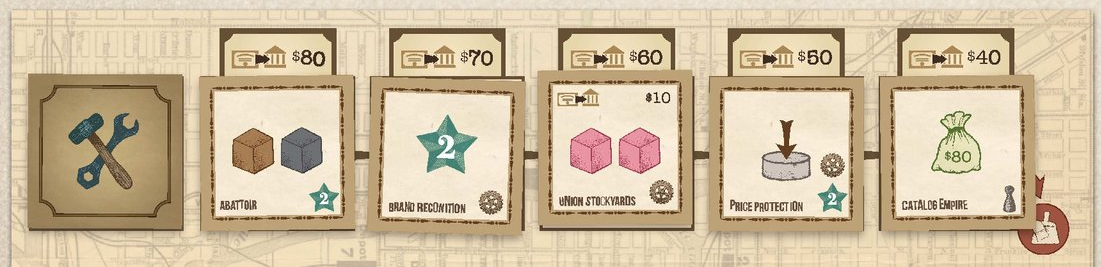 $80
$70
$60
$50
$40
ABATTOIR
2
2
BRAND RECONITION
$10
UNION STOCKYARDS
PRICE PROTECTION
2
$80
CATALOG EMPIRE